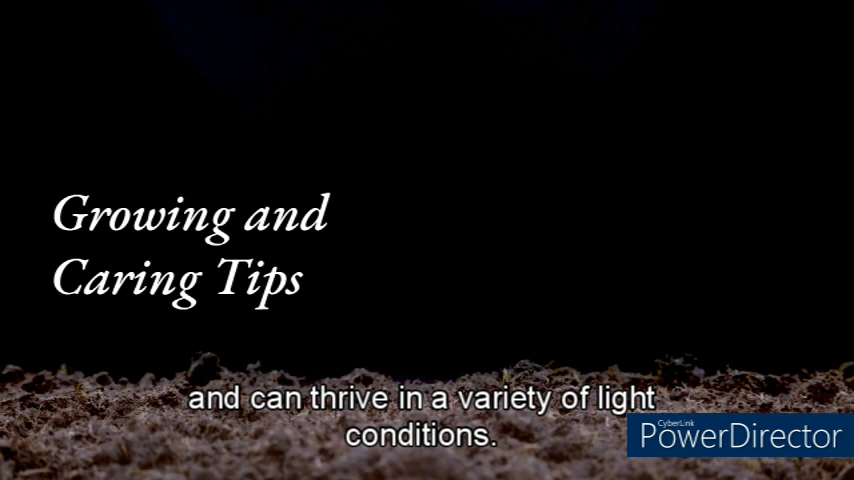 Growing and
Caring Tips
and can thrive in a variety of light
conditions.
CyberLink
PowerDirector